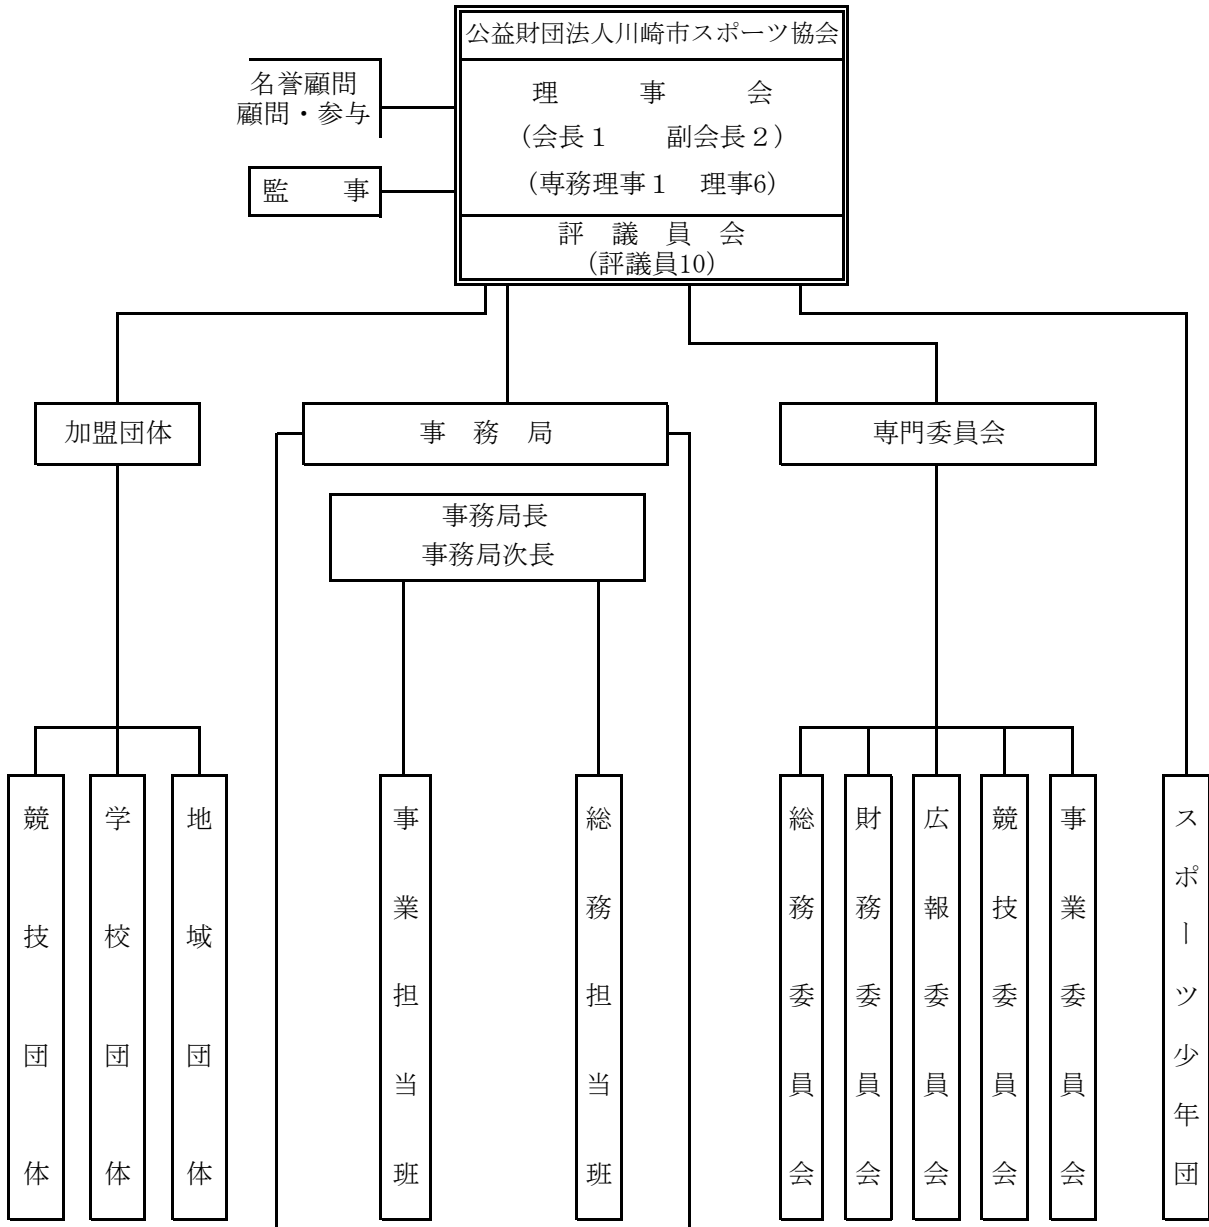 公益財団法人川崎市スポーツ協会
名誉顧問
顧問・参与
理　事　会
(会長１　副会長２)
監　事
(専務理事１　理事6)
評　議　員　会
(評議員10)
加盟団体
事　務　局
専門委員会
事務局長
事務局次長
競技団体
学校団体
地域団体
事業担当班
総務担当班
総務委員会
財務委員会
広報委員会
競技委員会
事業委員会
スポーツ少年団